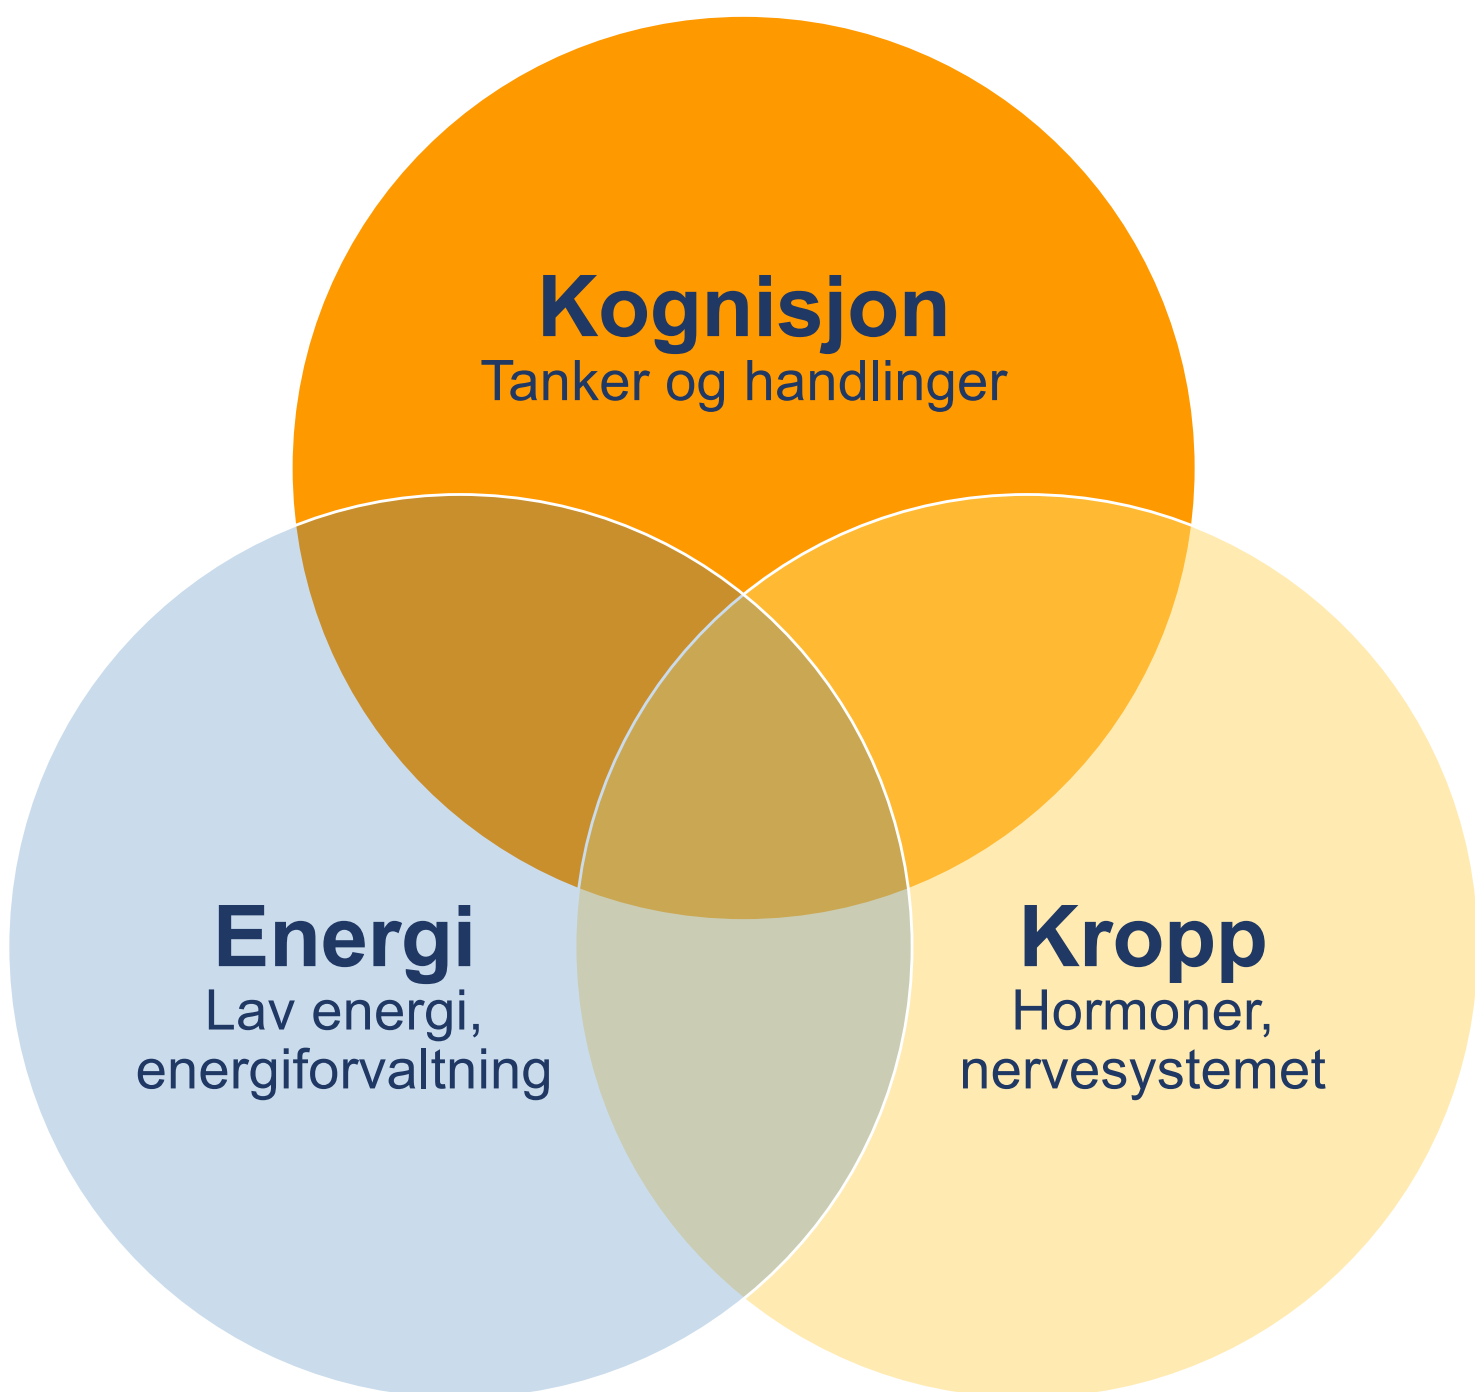 Kognisjon
Tanker og handlinger
Energi
Lav energi,
energiforvaltning
Kropp
Hormoner,
nervesystemet